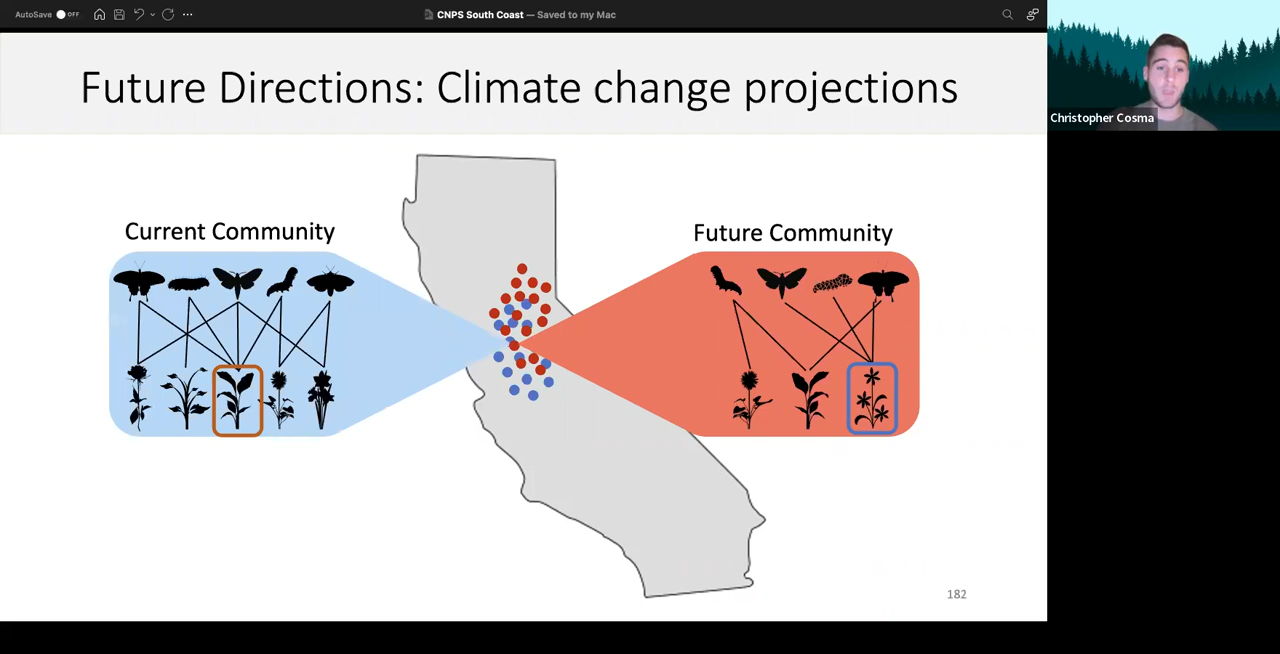 AutoSave OFF
CNPS South Coast — Saved to my Mac
Future Directions: Climate change projections
Christopher Cosma
Current Community
Future Community
182